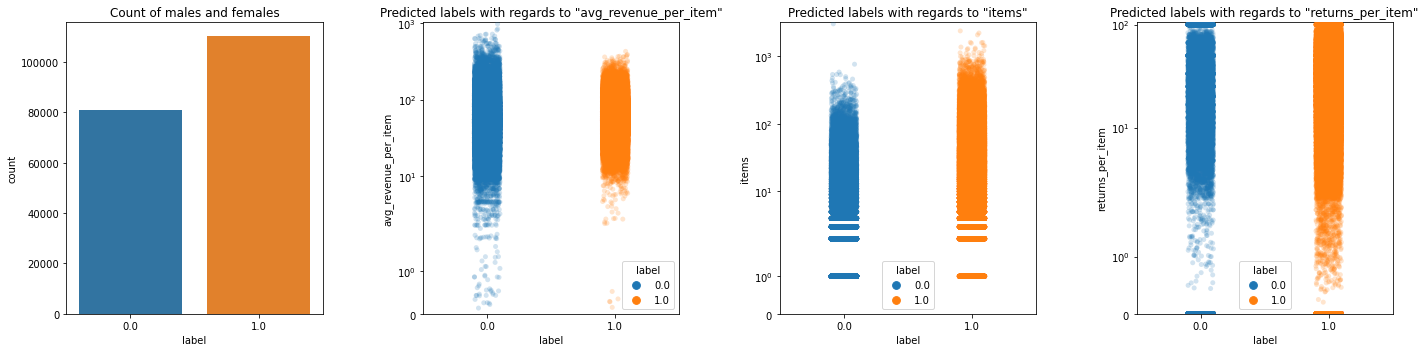 Count of males and females
100000
80000
60000
40000
20000
0
count
0.0
1.0
label
Predicted labels with regards to "avg_revenue_per_item"
10³
10²
10¹
10⁰
0
avg_revenue_per_item
label
0.0
1.0
0.0
1.0
label
Predicted labels with regards to "items"
10³
10²
10¹
10⁰
0
items
label
0.0
1.0
0.0
1.0
label
Predicted labels with regards to "returns_per_item"
10²
10¹
10⁰
0
returns_per_item
label
0.0
1.0
0.0
1.0
label